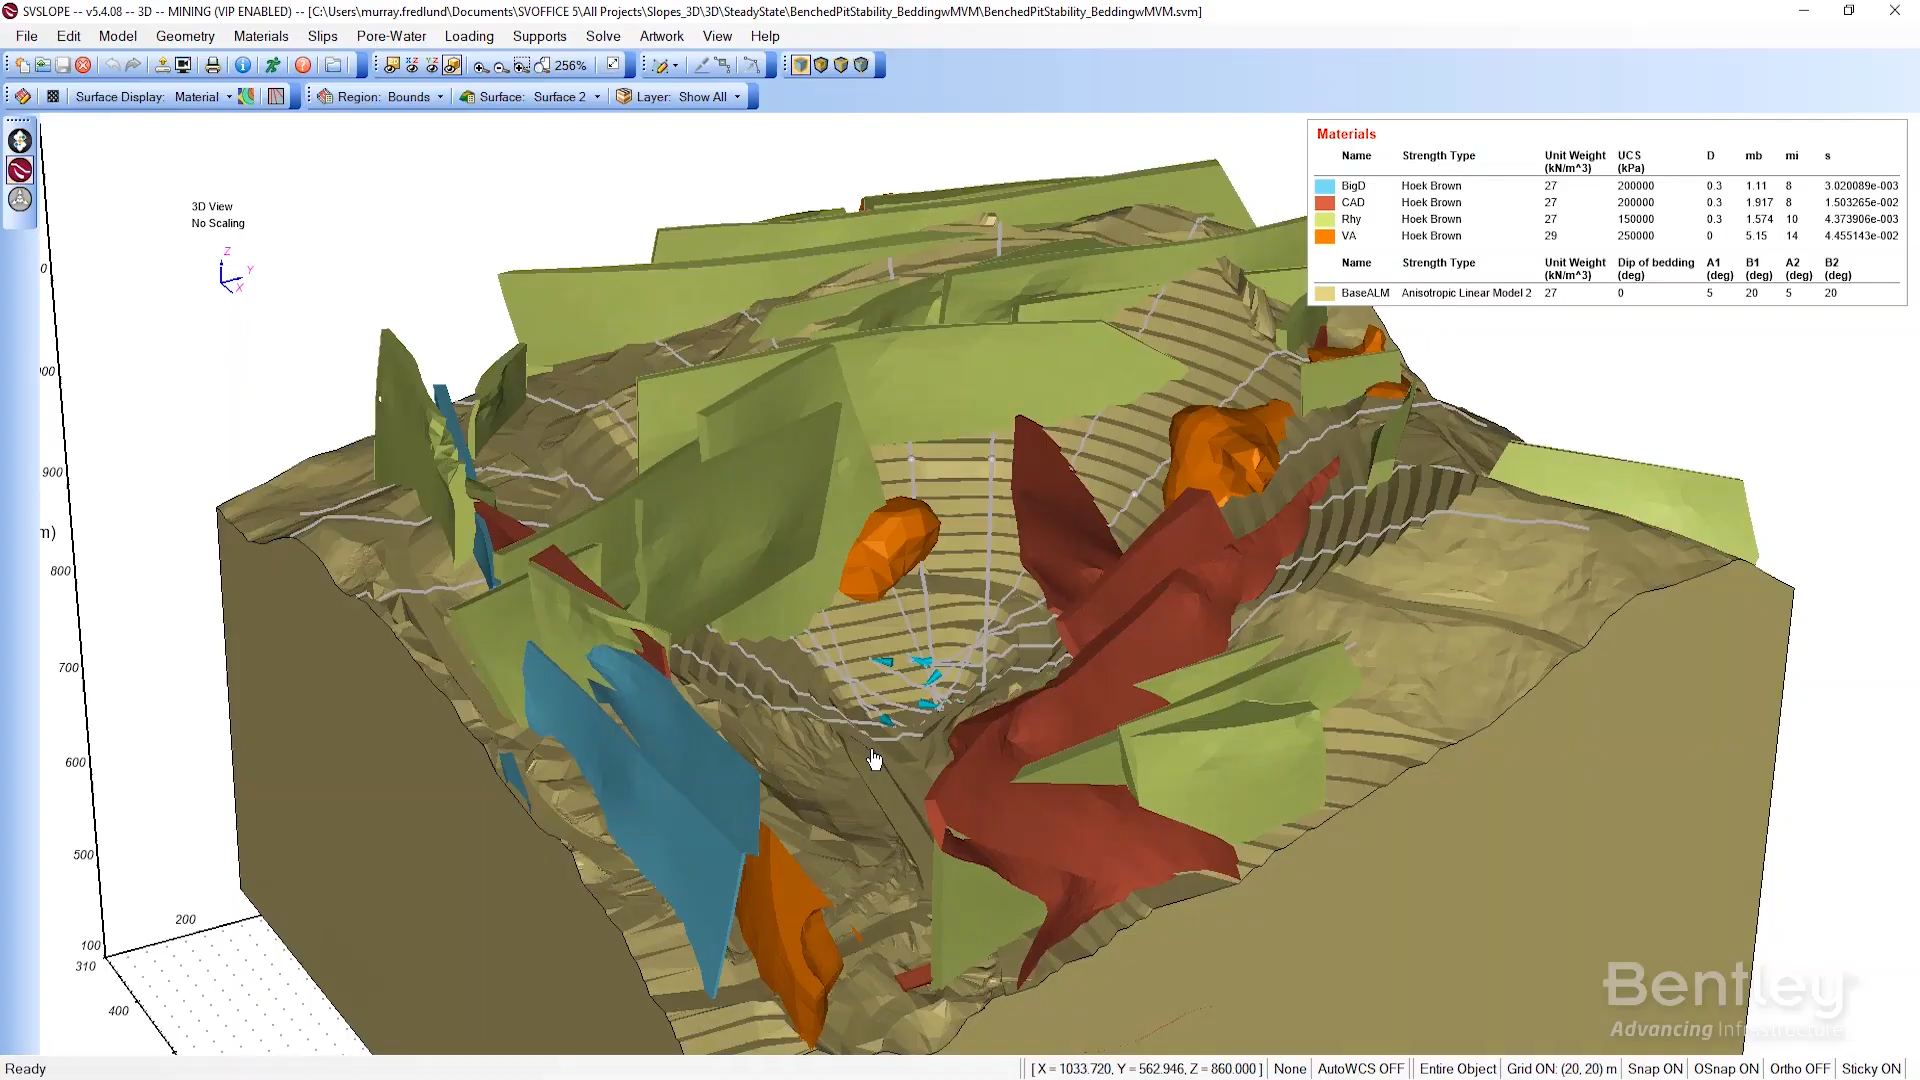 SVSLOPE -- v5.4.08 -- 3D -- MINING (VIP ENABLED) -- [C:\Users\murray.fredlund\Documents\SVOFFICE 5\All Projects\Slopes_3D\3D\SteadyState\BenchedPitStability_BeddingwMVM\BenchedPitStability_BeddingwMVM.svm]
File Edit Model Geometry Materials Slips Pore-Water Loading Supports Solve Artwork View Help
256%
Surface Display: Material Region: Bounds Surface: Surface 2 Layer: Show All
Materials
Name Strength Type Unit Weight (kN/m^3) UCS (kPa) D mb mi s
BigD Hoek Brown 27 200000 0.3 1.11 8 3.020089e-003
CAD Hoek Brown 27 200000 0.3 1.917 8 1.503265e-002
Rhy Hoek Brown 27 150000 0.3 1.574 10 4.373906e-003
VA Hoek Brown 29 250000 0 5.15 14 4.455143e-002
Name Strength Type Unit Weight (kN/m^3) Dip of bedding (deg) A1 (deg) B1 (deg) A2 (deg) B2 (deg)
BaseALM Anisotropic Linear Model 2 27 0 5 20 5 20
3D View
No Scaling
Z
Y
X
0
00
900
m)
800
700
600
500
200
100
310
400
Bentley
Advancing Infrastructure
Ready [ X = 1033.720, Y = 562.946, Z = 860.000 ] None AutoWCS OFF Entire Object Grid ON: (20, 20) m Snap ON OSnap ON Ortho OFF Sticky ON